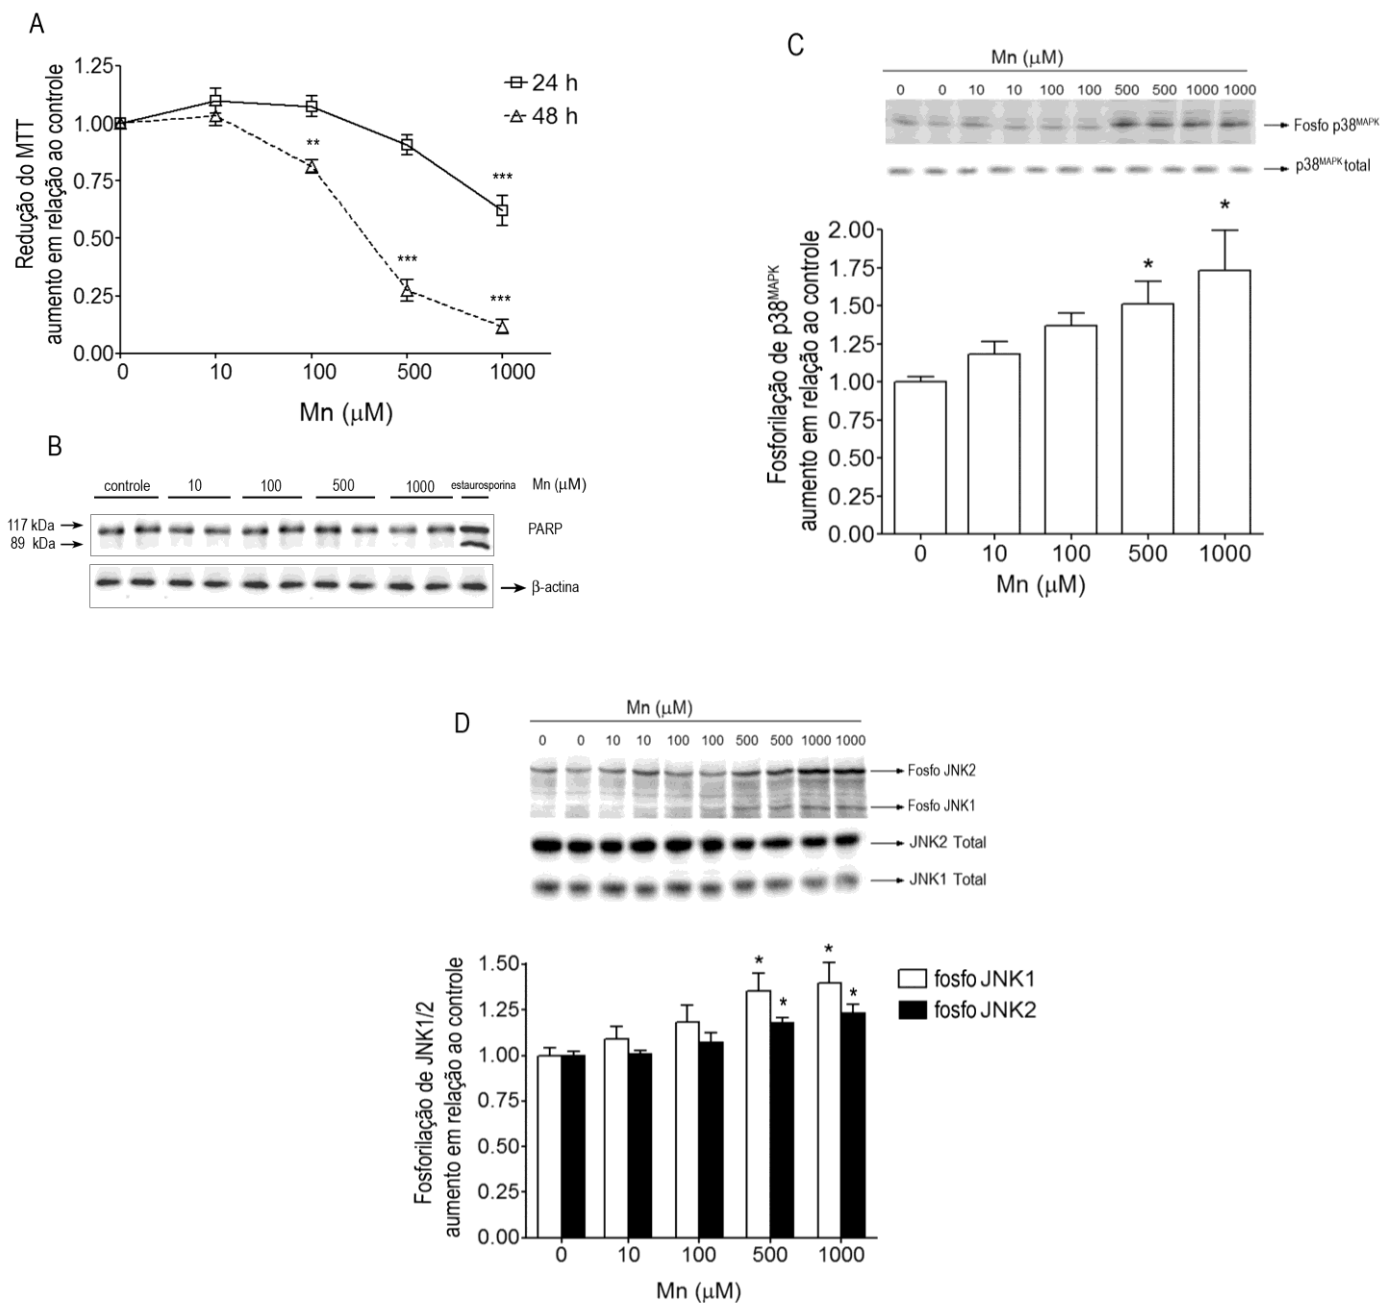 A
Redução do MTT
aumento em relação ao controle
1.25
1.00
0.75
0.50
0.25
0.00
24 h
48 h
**
***
***
***
0 10 100 500 1000
Mn (μM)
B
controle 10 100 500 1000 estaurosporina Mn (μM)
117 kDa
89 kDa
PARP
β-actina
C
Mn (μM)
0 0 10 10 100 100 500 500 1000 1000
Fosfo p38MAPK
p38MAPK total
Fosforilação de p38MAPK
aumento em relação ao controle
2.00
1.75
1.50
1.25
1.00
0.75
0.50
0.25
0.00
* *
0 10 100 500 1000
Mn (μM)
D
Mn (μM)
0 0 10 10 100 100 500 500 1000 1000
Fosfo JNK2
Fosfo JNK1
JNK2 Total
JNK1 Total
Fosforilação de JNK1/2
aumento em relação ao controle
1.50
1.25
1.00
0.75
0.50
0.25
0.00
* * * *
fosfo JNK1
fosfo JNK2
0 10 100 500 1000
Mn (μM)